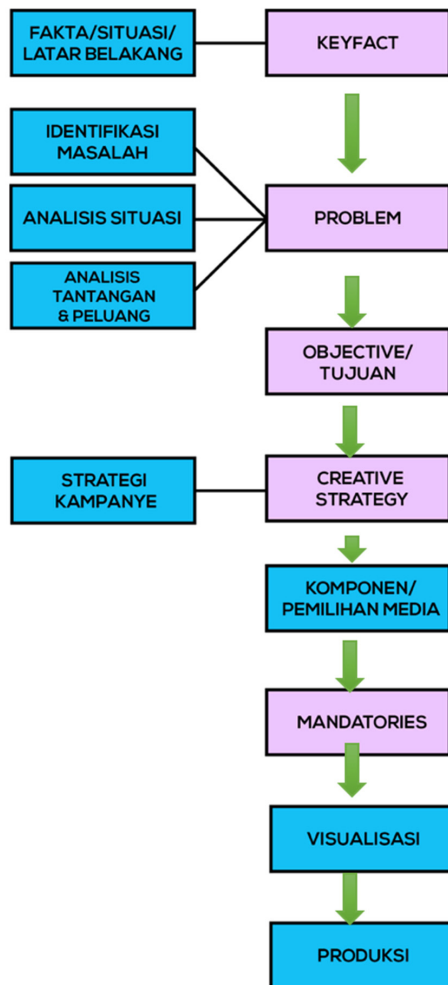 FAKTA/SITUASI/
LATAR BELAKANG
KEYFACT
IDENTIFIKASI
MASALAH
ANALISIS SITUASI
PROBLEM
ANALISIS
TANTANGAN
& PELUANG
OBJECTIVE/
TUJUAN
STRATEGI
KAMPANYE
CREATIVE
STRATEGY
KOMPONEN/
PEMILIHAN MEDIA
MANDATORIES
VISUALISASI
PRODUKSI